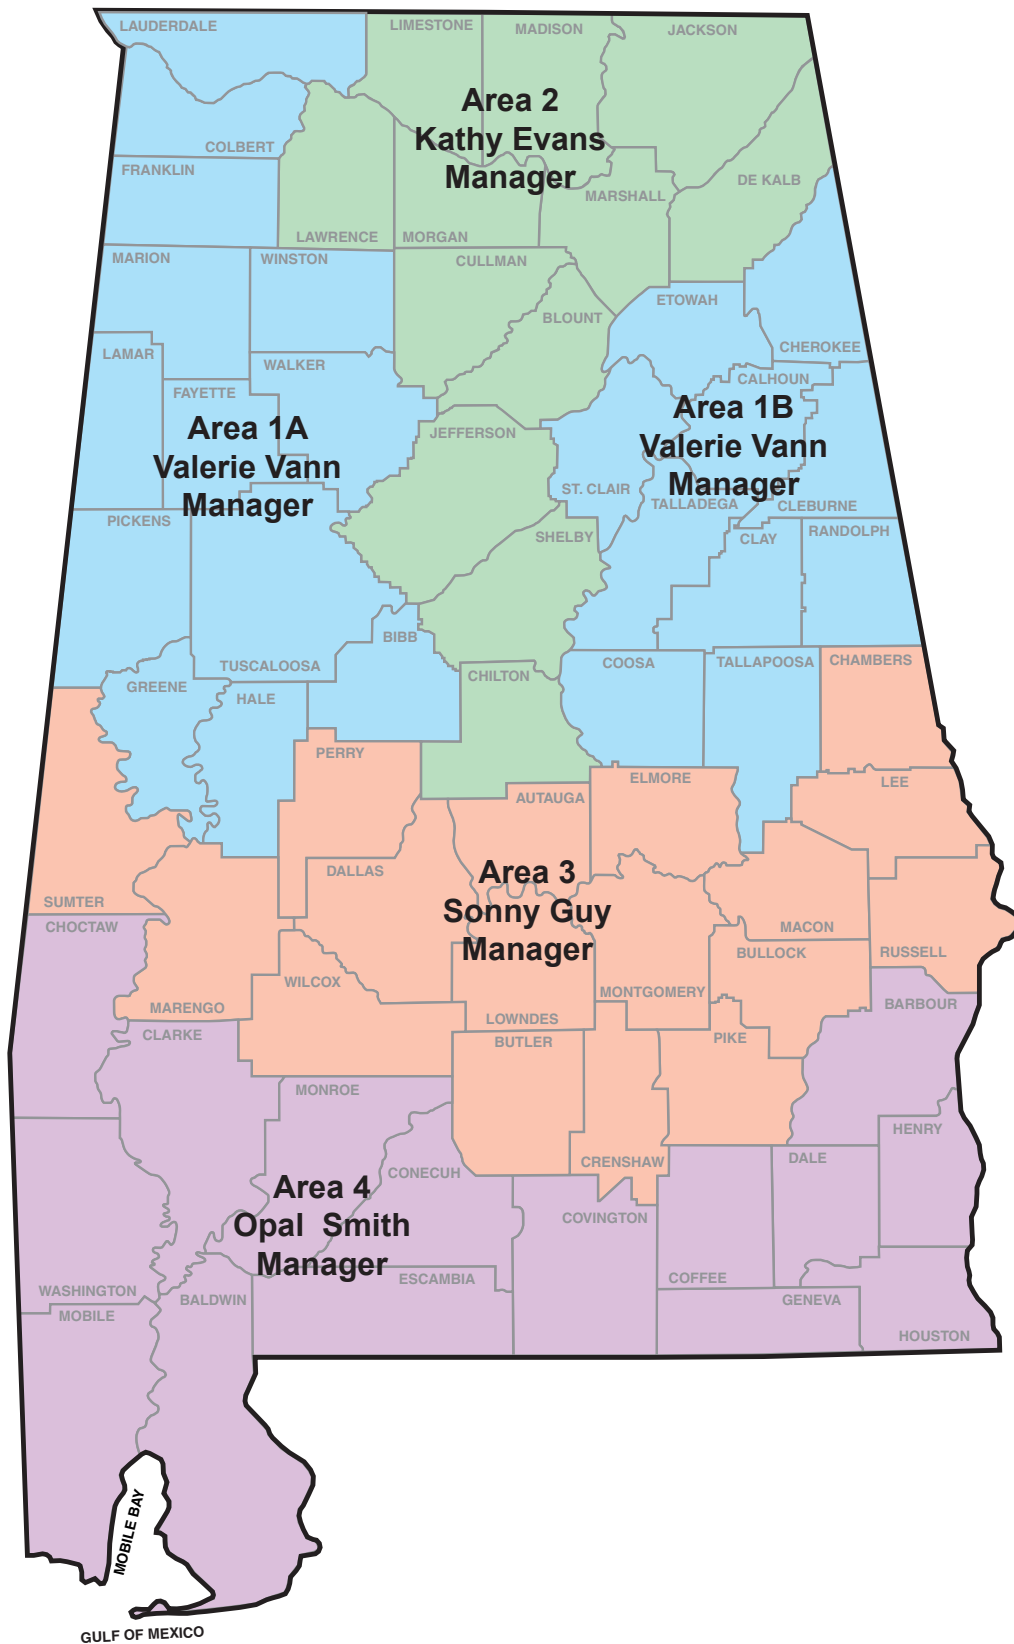 LAUDERDALE
LIMESTONE
MADISON
JACKSON
Area 2
Kathy Evans
Manager
COLBERT
FRANKLIN
DE KALB
MARSHALL
LAWRENCE
MORGAN
MARION
WINSTON
CULLMAN
ETOWAH
BLOUNT
CHEROKEE
LAMAR
WALKER
CALHOUN
FAYETTE
Area 1A
Valerie Vann
Manager
JEFFERSON
Area 1B
Valerie Vann
Manager
ST. CLAIR
TALLADEGA
CLEBURNE
PICKENS
SHELBY
CLAY
RANDOLPH
BIBB
TUSCALOOSA
COOSA
TALLAPOOSA
CHAMBERS
GREENE
HALE
CHILTON
PERRY
ELMORE
LEE
AUTAUGA
DALLAS
Area 3
Sonny Guy
Manager
SUMTER
CHOCTAW
MACON
BULLOCK
RUSSELL
WILCOX
MONTGOMERY
MARENGO
LOWNDES
BARBOUR
CLARKE
BUTLER
PIKE
MONROE
HENRY
CRENSHAW
DALE
CONECUH
Area 4
Opal  Smith
Manager
COVINGTON
ESCAMBIA
COFFEE
WASHINGTON
BALDWIN
GENEVA
MOBILE
HOUSTON
MOBILE BAY
GULF OF MEXICO